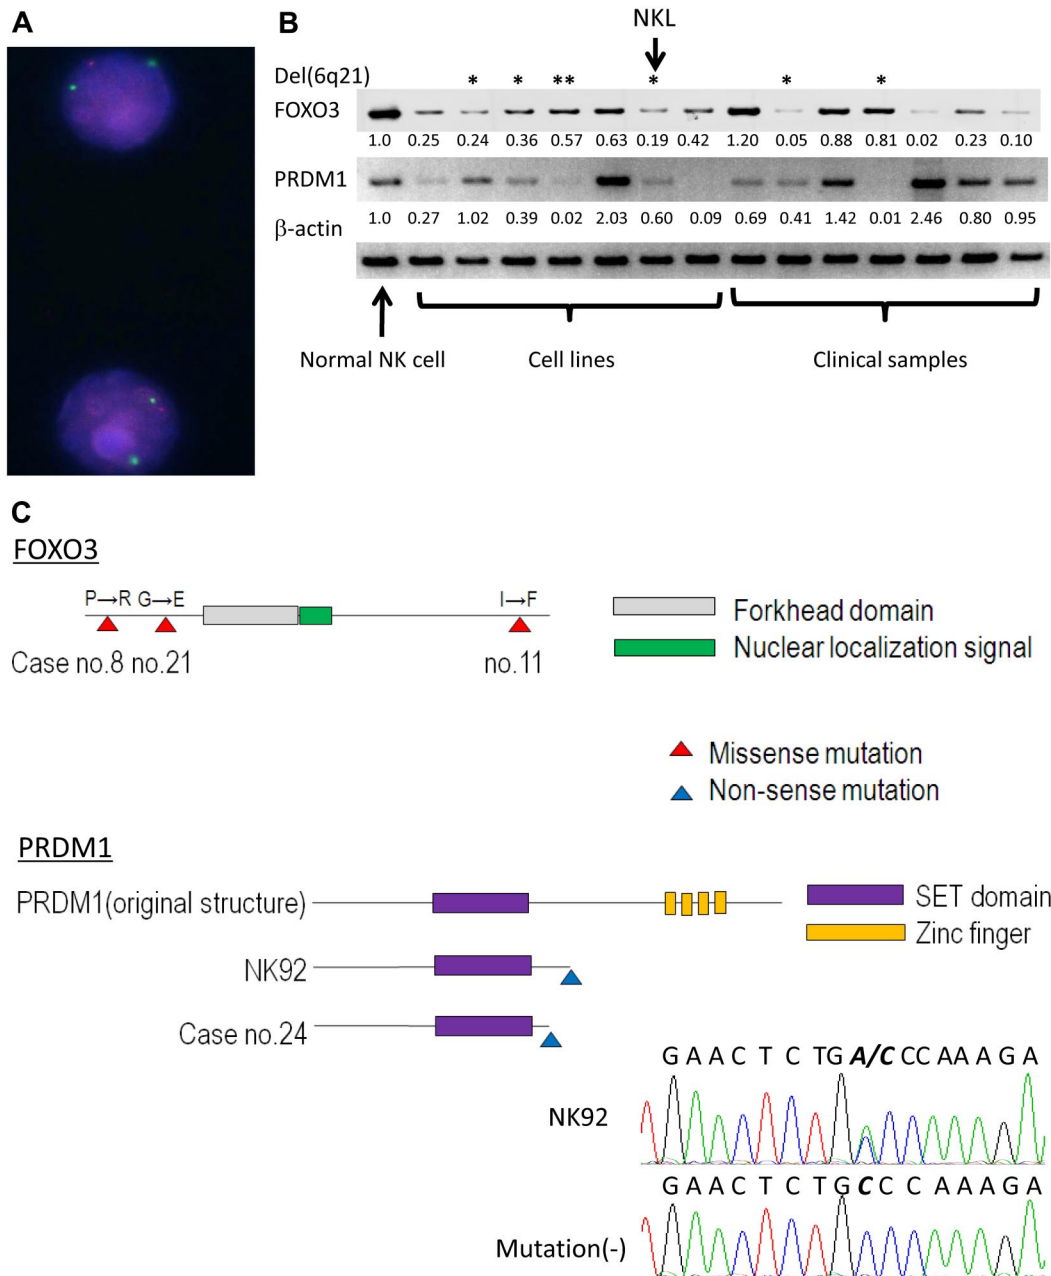 A
B
NKL
Del(6q21) * * ** * * *
FOXO3
1.0 0.25 0.24 0.36 0.57 0.63 0.19 0.42 1.20 0.05 0.88 0.81 0.02 0.23 0.10
PRDM1
1.0 0.27 1.02 0.39 0.02 2.03 0.60 0.09 0.69 0.41 1.42 0.01 2.46 0.80 0.95
β-actin
Normal NK cell Cell lines Clinical samples
C
FOXO3
P→R G→E I→F
Case no.8 no.21 no.11
Forkhead domain
Nuclear localization signal
Missense mutation
Non-sense mutation
PRDM1
PRDM1(original structure)
SET domain
Zinc finger
NK92
Case no.24
G A A C T C T G A/C C C A A A G A
NK92
G A A C T C T G C C C A A A G A
Mutation(-)